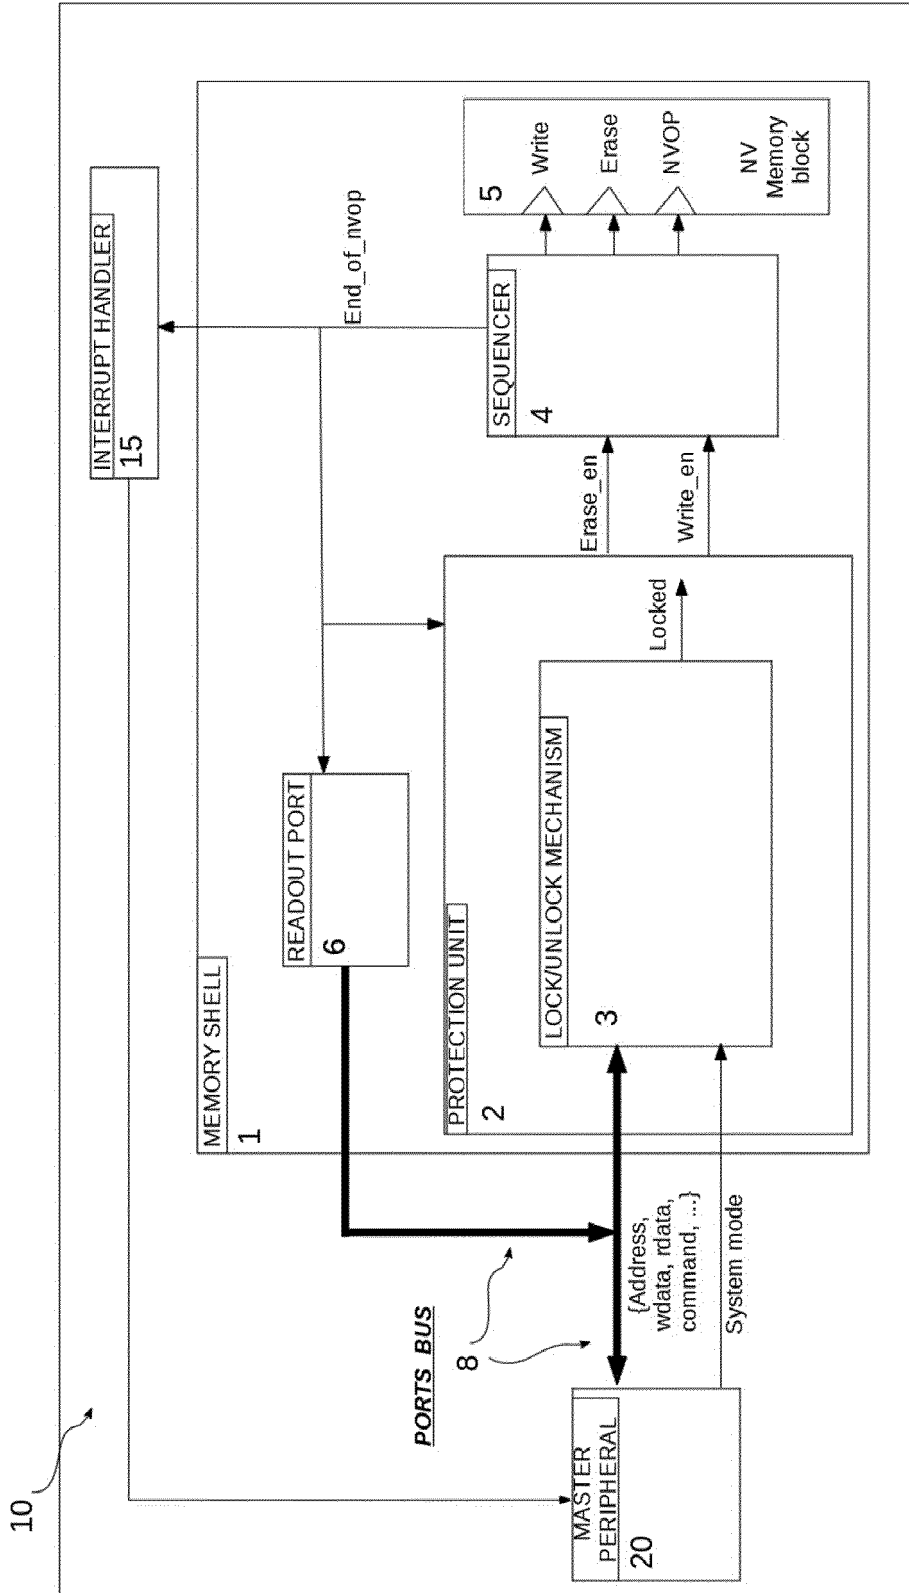 10
INTERRUPT HANDLER
15
MEMORY SHELL
1
READOUT PORT
6
End_of_nvop
5
Write
Erase
NVOP
NV
Memory
block
SEQUENCER
4
Erase_en
Write_en
PROTECTION UNIT
2
LOCK/UNLOCK MECHANISM
3
Locked
PORTS BUS
8
{Address,
wdata, rdata,
command, ...}
System mode
MASTER
PERIPHERAL
20